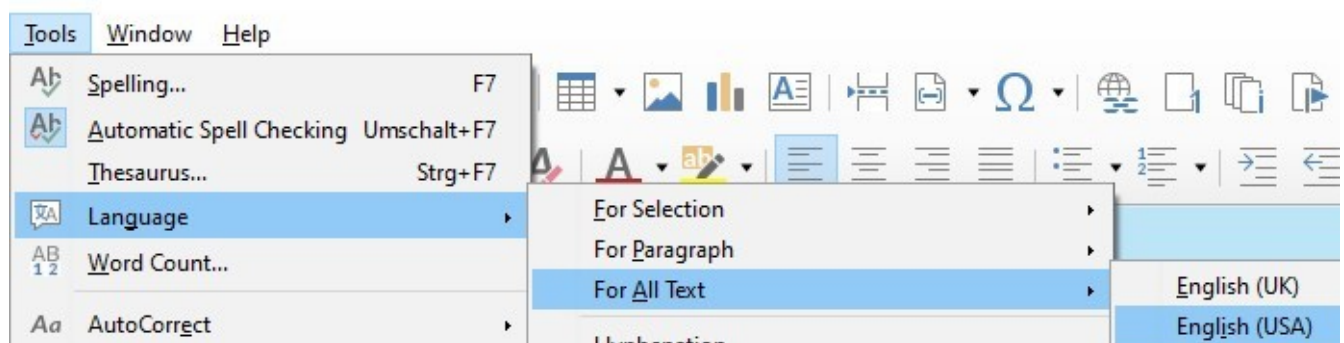 Tools Window Help
Spelling... F7
Automatic Spell Checking Umschalt+F7
Thesaurus... Strg+F7
Language
Word Count...
AutoCorrect
For Selection
For Paragraph
For All Text
English (UK)
English (USA)